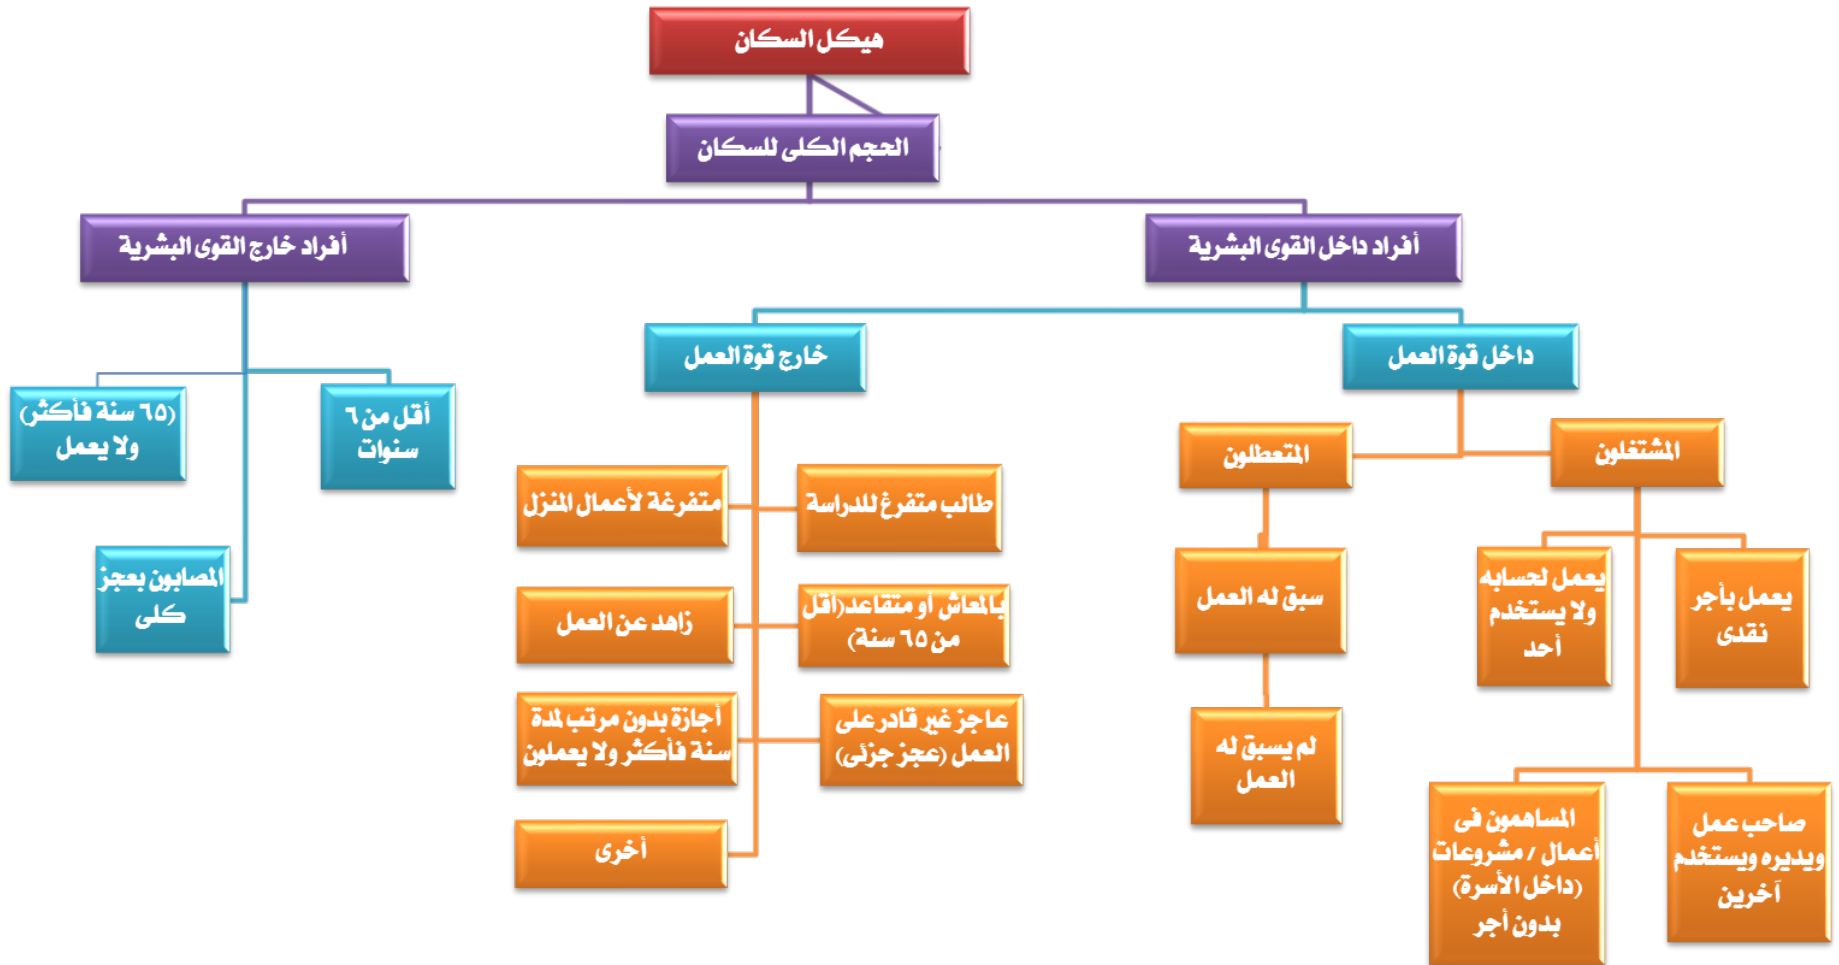 هيكل السكان
الحجم الكلى للسكان
أفراد داخل القوى البشرية
أفراد خارج القوى البشرية
داخل قوة العمل
خارج قوة العمل
أقل من ٦
سنوات
(٦٥ سنة فأكثر)
ولا يعمل
المصابون بعجز
كلى
المشتغلون
المتعطلون
يعمل بأجر
نقدى
يعمل لحسابه
ولا يستخدم
أحد
صاحب عمل
ويديره ويستخدم
آخرين
المساهمون فى
أعمال / مشروعات
(داخل الأسرة)
بدون أجر
سبق له العمل
لم يسبق له
العمل
طالب متفرغ للدراسة
متفرغة لأعمال المنزل
بالمعاش أو متقاعد(أقل
من ٦٥ سنة)
زاهد عن العمل
عاجز غير قادر على
العمل (عجز جزئى)
أجازة بدون مرتب لمدة
سنة فأكثر ولا يعملون
أخرى